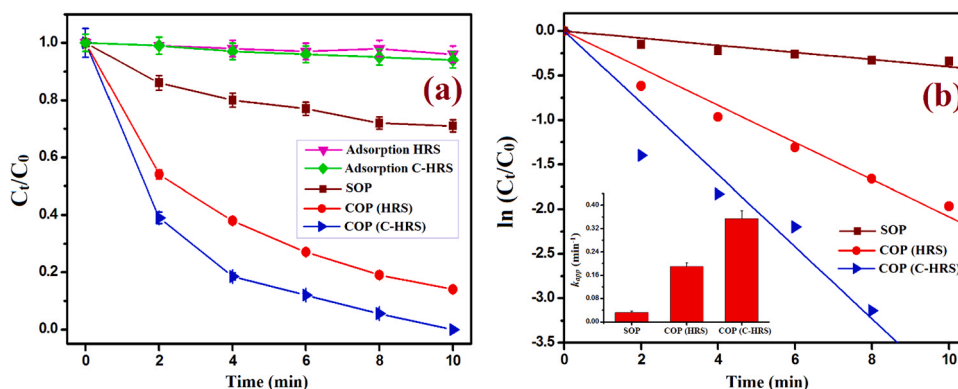 1.0
0.8
0.6
0.4
0.2
0.0
Ct/C0
(a)
Adsorption HRS
Adsorption C-HRS
SOP
COP (HRS)
COP (C-HRS)
0 2 4 6 8 10
Time (min)
0.0
-0.5
-1.0
-1.5
-2.0
-2.5
-3.0
-3.5
ln (Ct/C0)
(b)
SOP
COP (HRS)
COP (C-HRS)
0.40
0.36
0.24
0.16
0.08
0.00
kapp (min-1)
SOP COP (HRS) COP (C-HRS)
0 2 4 6 8 10
Time (min)